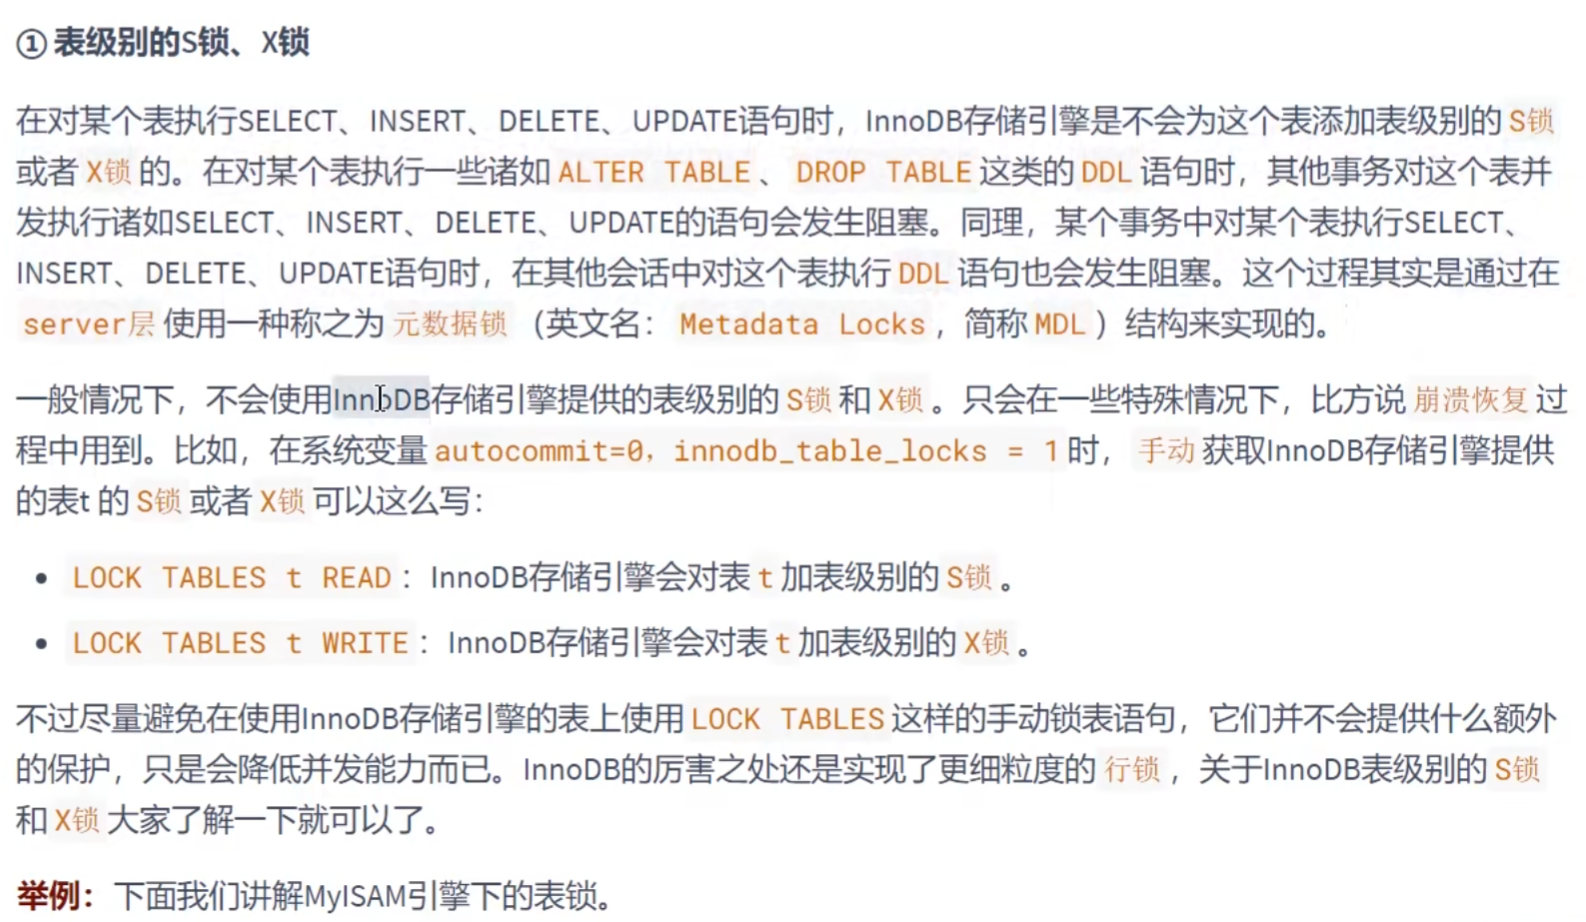 ① 表级别的S锁、X锁
在对某个表执行SELECT、INSERT、DELETE、UPDATE语句时，InnoDB存储引擎是不会为这个表添加表级别的 S锁
或者 X锁 的。在对某个表执行一些诸如 ALTER TABLE 、 DROP TABLE 这类的 DDL 语句时，其他事务对这个表并
发执行诸如SELECT、INSERT、DELETE、UPDATE的语句会发生阻塞。同理，某个事务中对某个表执行SELECT、
INSERT、DELETE、UPDATE语句时，在其他会话中对这个表执行 DDL 语句也会发生阻塞。这个过程其实是通过在
server层 使用一种称之为 元数据锁 （英文名： Metadata Locks ，简称 MDL ）结构来实现的。
一般情况下，不会使用InnoDB存储引擎提供的表级别的 S锁 和 X锁 。只会在一些特殊情况下，比方说 崩溃恢复 过
程中用到。比如，在系统变量 autocommit=0，innodb_table_locks = 1 时， 手动 获取InnoDB存储引擎提供
的表t 的 S锁 或者 X锁 可以这么写：
• LOCK TABLES t READ ：InnoDB存储引擎会对表 t 加表级别的 S锁 。
• LOCK TABLES t WRITE ：InnoDB存储引擎会对表 t 加表级别的 X锁 。
不过尽量避免在使用InnoDB存储引擎的表上使用 LOCK TABLES 这样的手动锁表语句，它们并不会提供什么额外
的保护，只是会降低并发能力而已。InnoDB的厉害之处还是实现了更细粒度的 行锁 ，关于InnoDB表级别的 S锁
和 X锁 大家了解一下就可以了。
举例：下面我们讲解MyISAM引擎下的表锁。